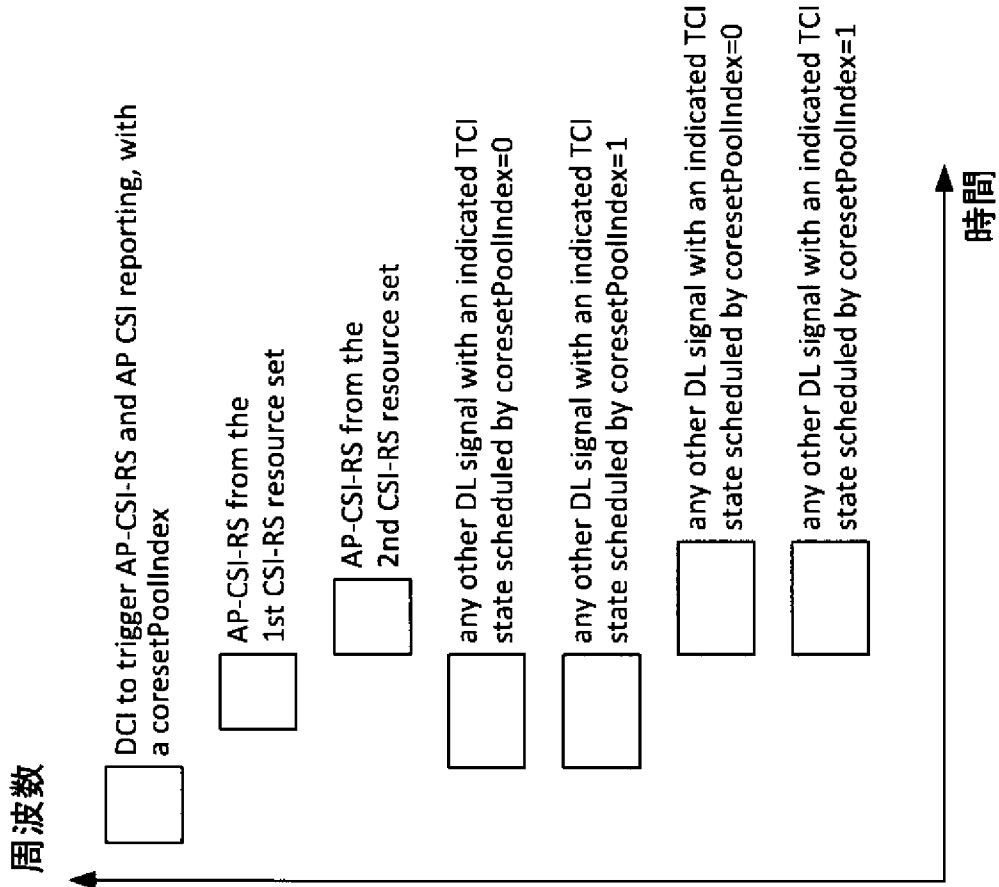 周波数
DCI to trigger AP-CSI-RS and AP CSI reporting, with
a coresetPoolIndex
AP-CSI-RS from the
1st CSI-RS resource set
AP-CSI-RS from the
2nd CSI-RS resource set
any other DL signal with an indicated TCI
state scheduled by coresetPoolIndex=0
any other DL signal with an indicated TCI
state scheduled by coresetPoolIndex=1
any other DL signal with an indicated TCI
state scheduled by coresetPoolIndex=0
any other DL signal with an indicated TCI
state scheduled by coresetPoolIndex=1
時間